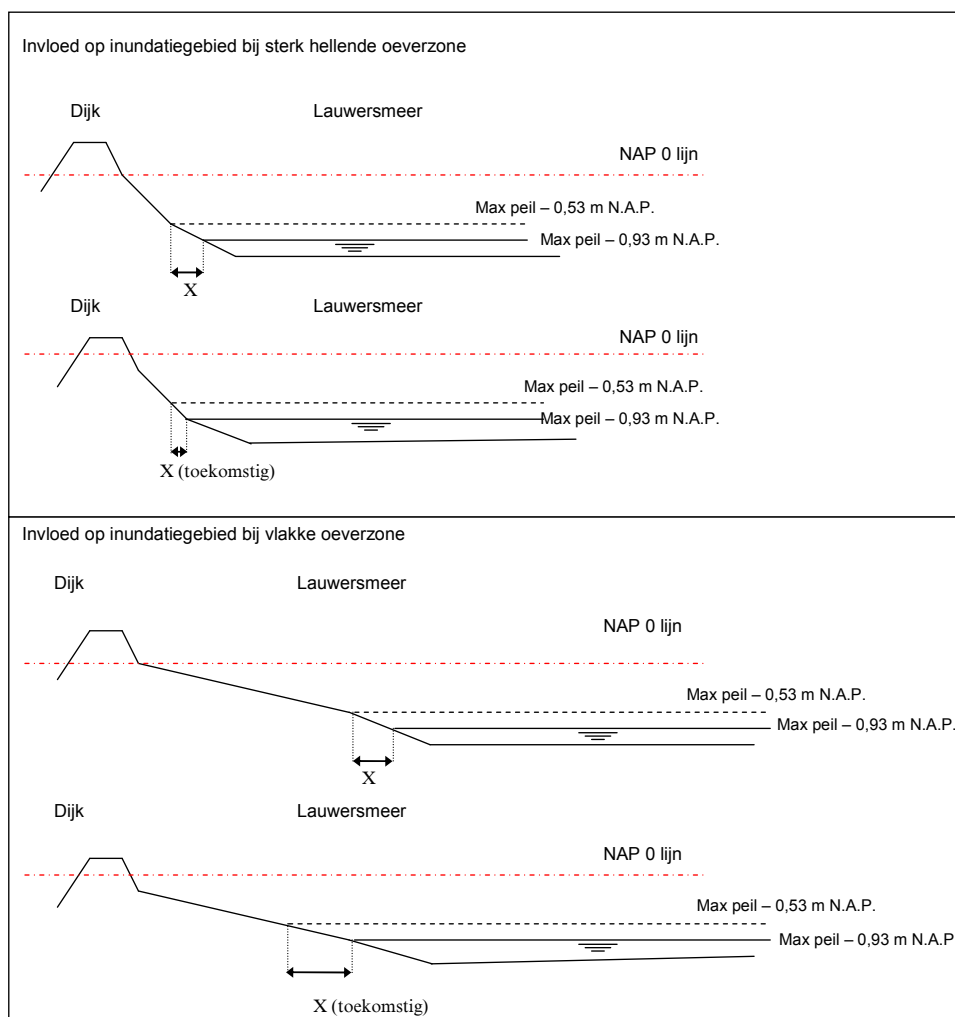 Invloed op inundatiegebied bij sterk hellende oeverzone
Dijk Lauwersmeer
NAP 0 lijn
Max peil – 0,53 m N.A.P.
Max peil – 0,93 m N.A.P.
X
Dijk Lauwersmeer
NAP 0 lijn
Max peil – 0,53 m N.A.P.
Max peil – 0,93 m N.A.P.
X (toekomstig)
Invloed op inundatiegebied bij vlakke oeverzone
Dijk Lauwersmeer
NAP 0 lijn
Max peil – 0,53 m N.A.P.
Max peil – 0,93 m N.A.P.
X
Dijk Lauwersmeer
NAP 0 lijn
Max peil – 0,53 m N.A.P.
Max peil – 0,93 m N.A.P
X (toekomstig)